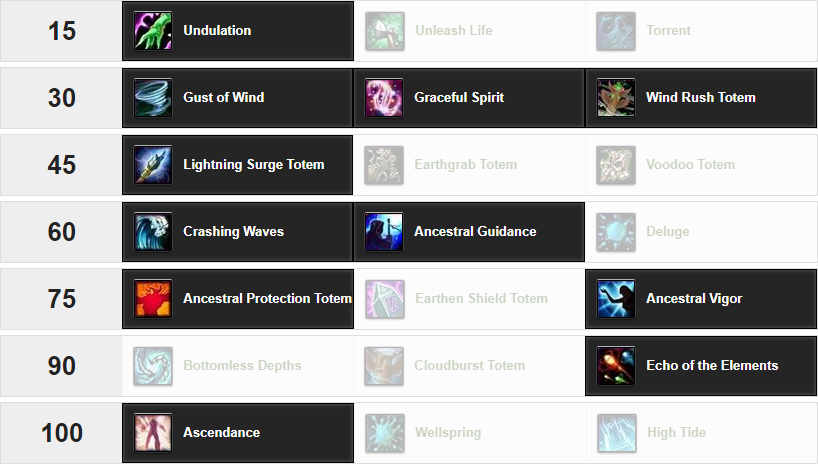 15 Undulation Unleash Life Torrent
30 Gust of Wind Graceful Spirit Wind Rush Totem
45 Lightning Surge Totem Earthgrab Totem Voodoo Totem
60 Crashing Waves Ancestral Guidance Deluge
75 Ancestral Protection Totem Earthen Shield Totem Ancestral Vigor
90 Bottomless Depths Cloudburst Totem Echo of the Elements
100 Ascendance Wellspring High Tide